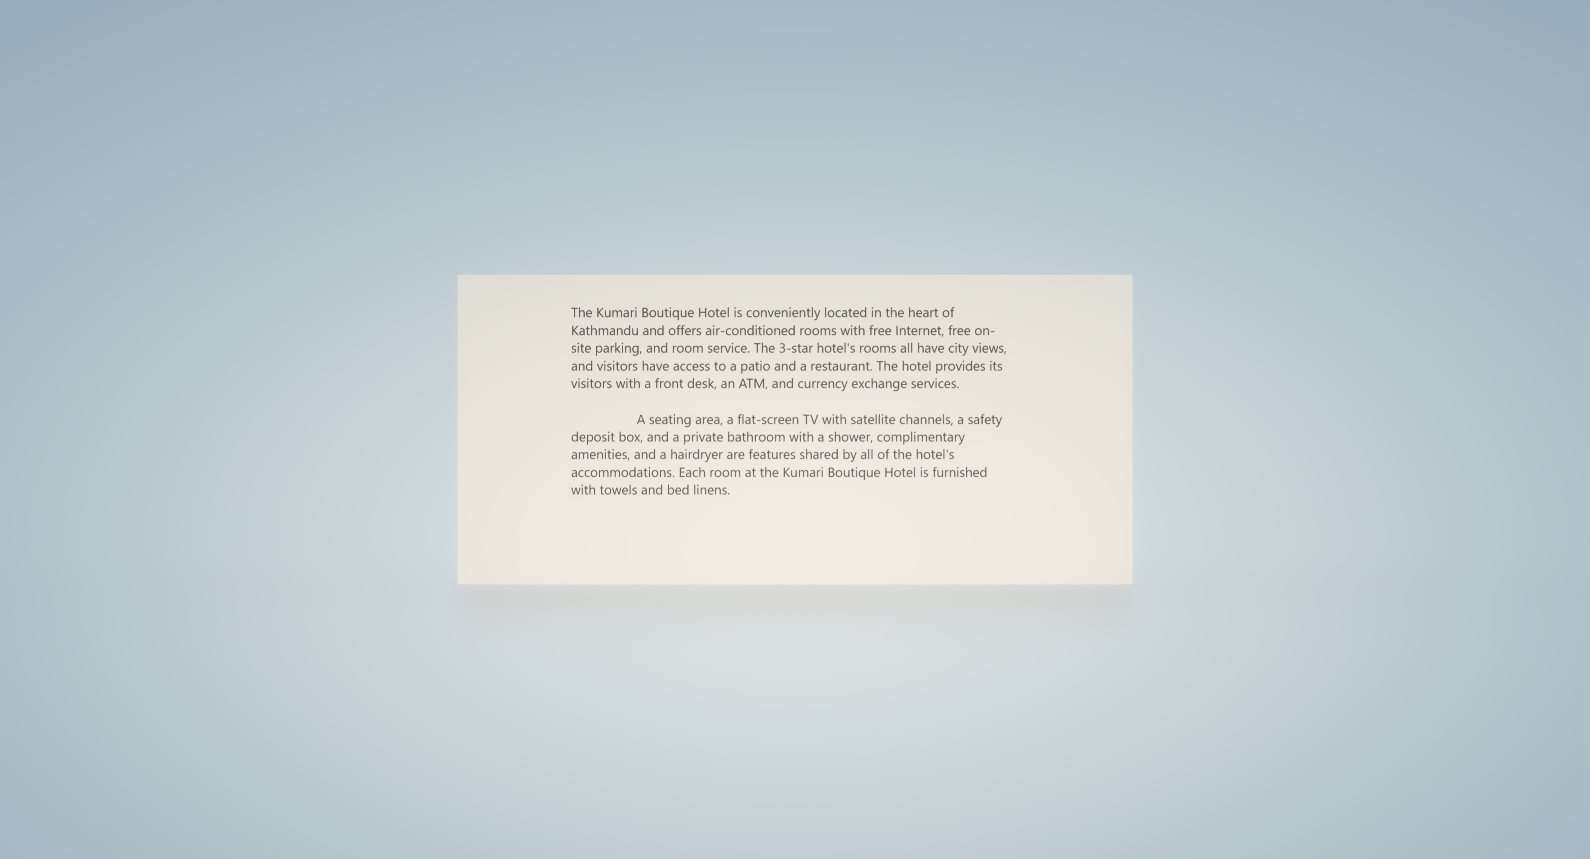 The Kumari Boutique Hotel is conveniently located in the heart of
Kathmandu and offers air-conditioned rooms with free Internet, free on-
site parking, and room service. The 3-star hotel's rooms all have city views,
and visitors have access to a patio and a restaurant. The hotel provides its
visitors with a front desk, an ATM, and currency exchange services.
A seating area, a flat-screen TV with satellite channels, a safety
deposit box, and a private bathroom with a shower, complimentary
amenities, and a hairdryer are features shared by all of the hotel's
accommodations. Each room at the Kumari Boutique Hotel is furnished
with towels and bed linens.